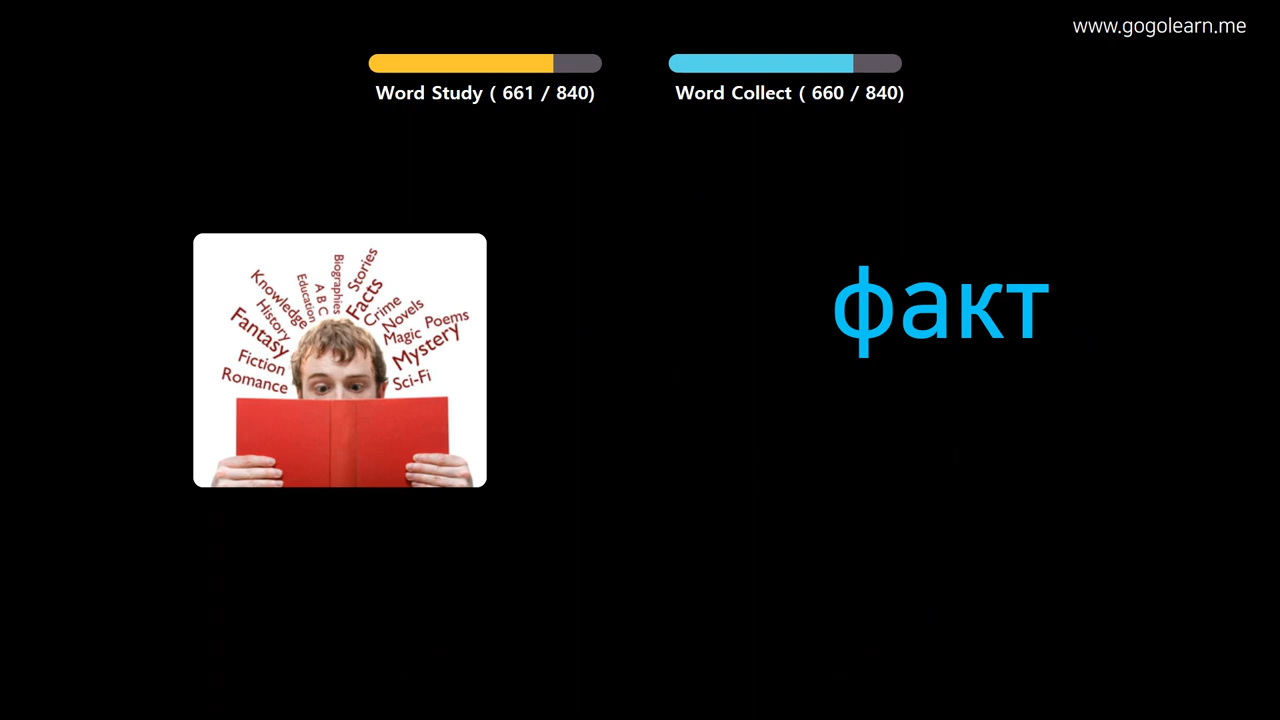 www.gogolearn.me
Word Study ( 661 / 840)
Word Collect ( 660 / 840)
факт
Knowledge
History
Fantasy
Fiction
Romance
Education
A B C
Biographies
Stories
Facts
Crime
Novels
Magic
Poems
Mystery
Sci-Fi